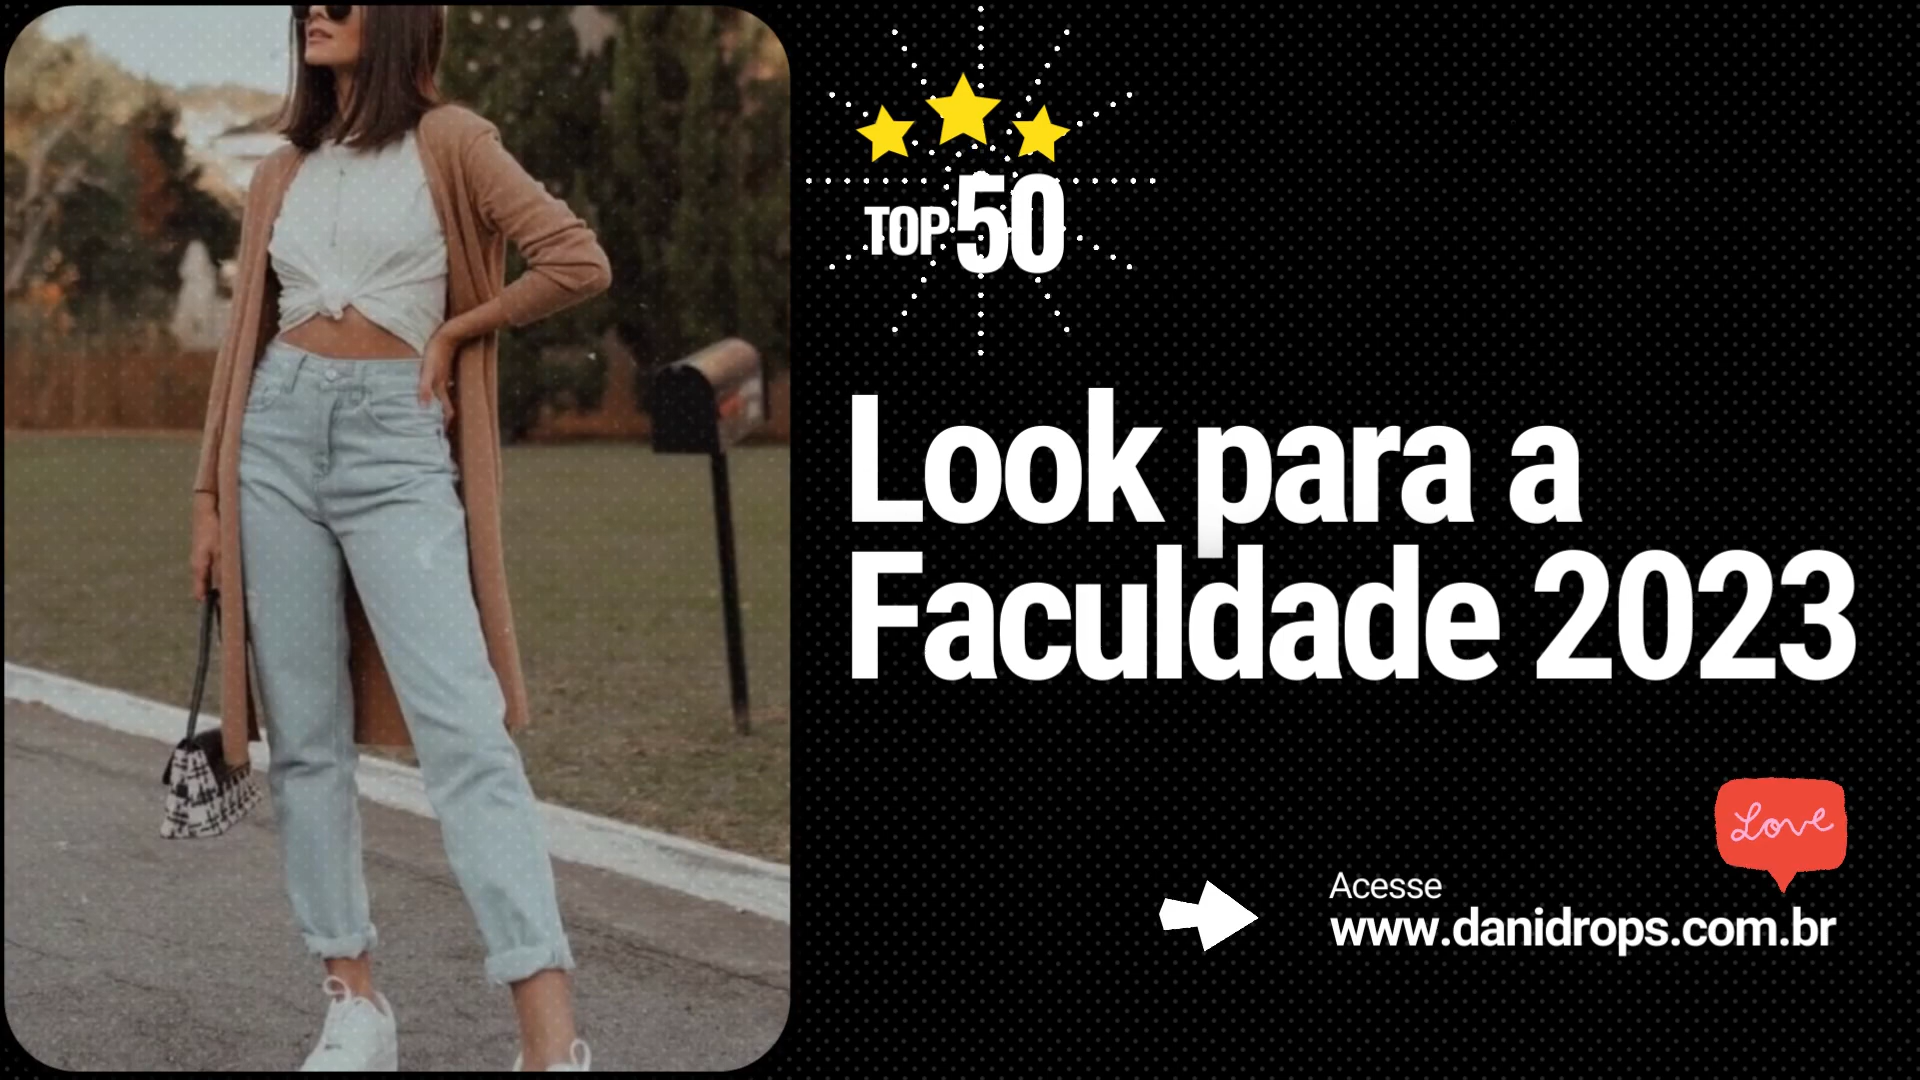 TOP 50
Look para a
Faculdade 2023
Love
Acesse
www.danidrops.com.br